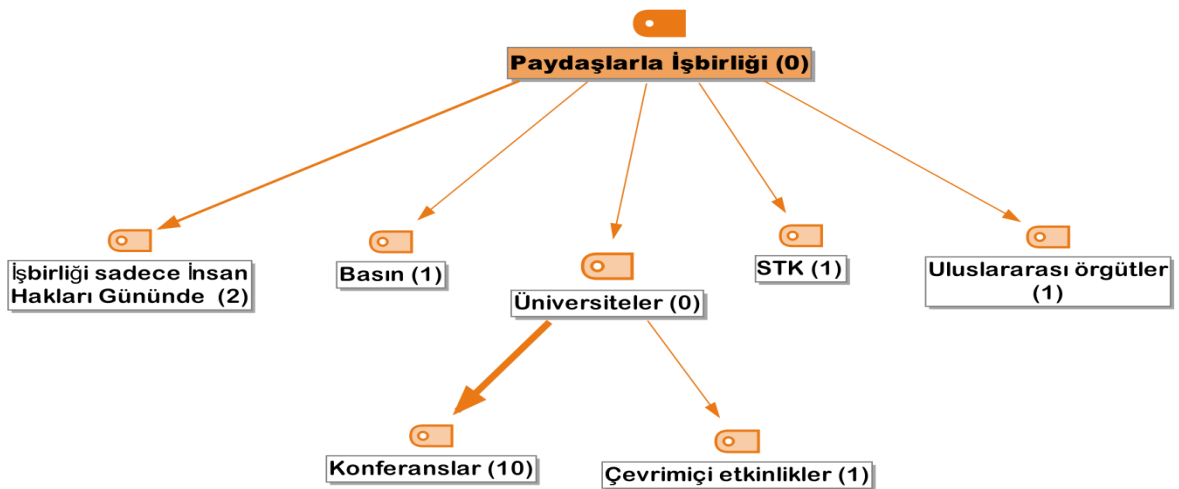 Paydaşlarla İşbirliği (0)
İşbirliği sadece İnsan
Hakları Gününde (2)
Basın (1)
Üniversiteler (0)
STK (1)
Uluslararası örgütler
(1)
Konferanslar (10)
Çevrimiçi etkinlikler (1)